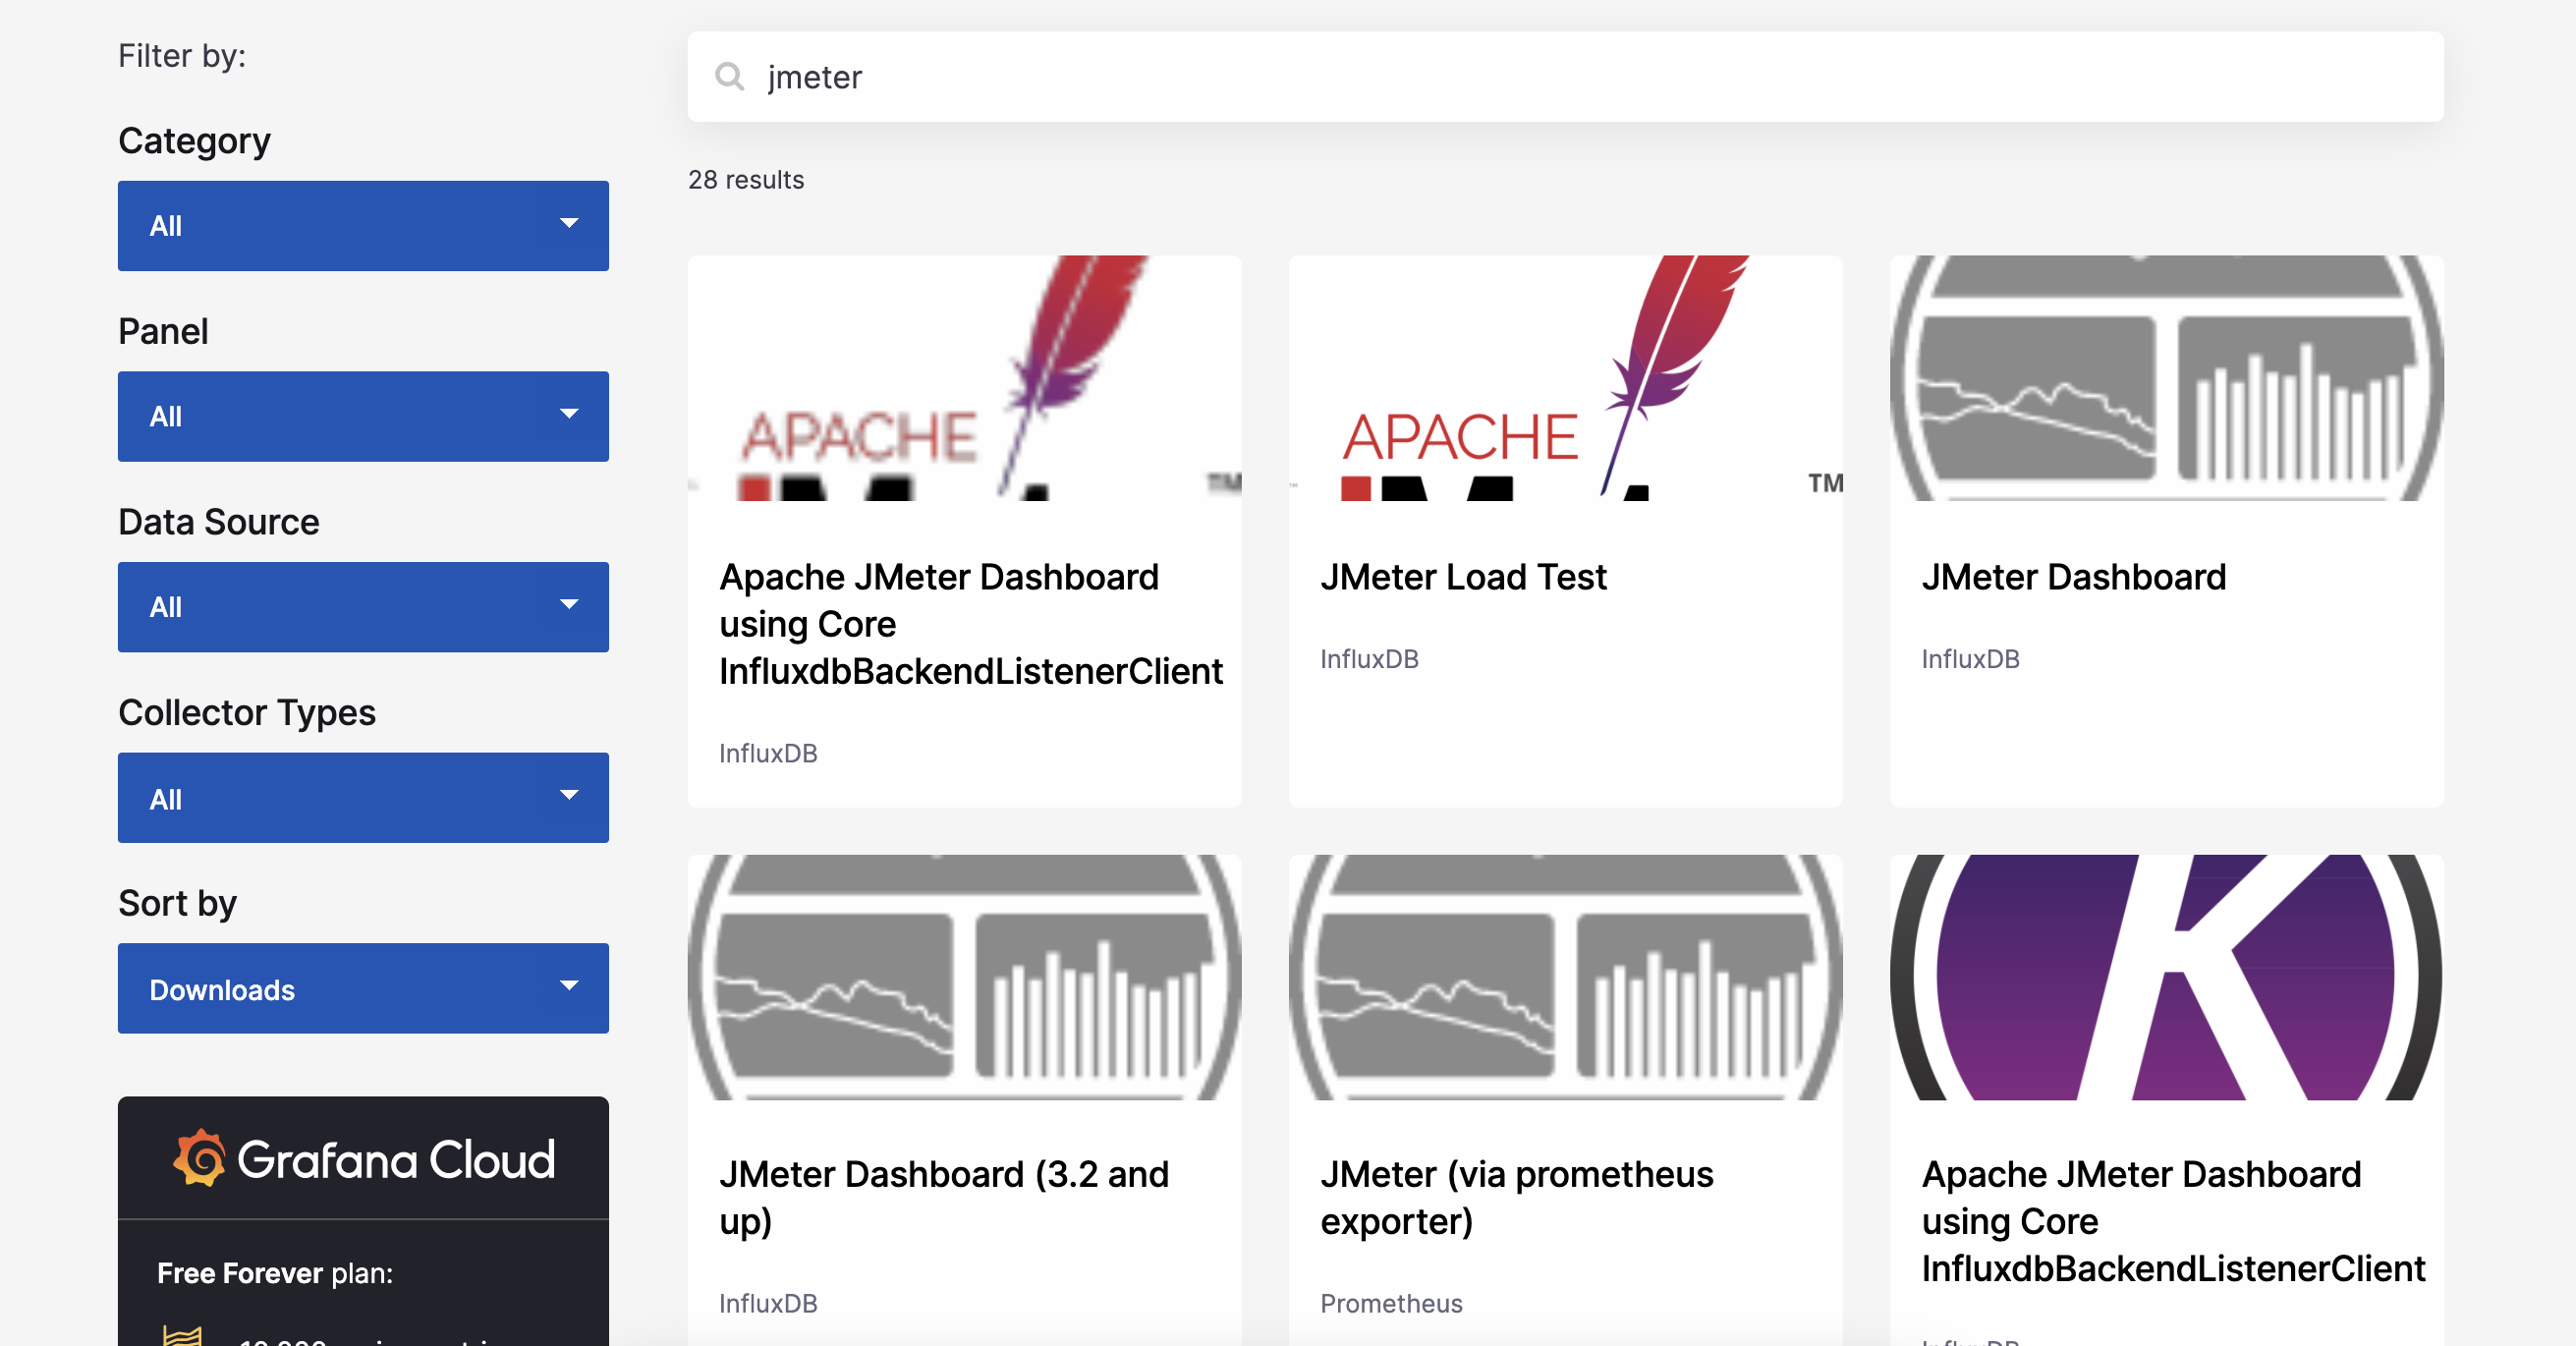 Filter by:
Category
All
Panel
All
Data Source
All
Collector Types
All
Sort by
Downloads
Grafana Cloud
Free Forever plan:
jmeter
28 results
APACHE
TM
Apache JMeter Dashboard
using Core
InfluxdbBackendListenerClient
InfluxDB
APACHE
TM
JMeter Load Test
InfluxDB
JMeter Dashboard
InfluxDB
JMeter Dashboard (3.2 and
up)
InfluxDB
JMeter (via prometheus
exporter)
Prometheus
K
Apache JMeter Dashboard
using Core
InfluxdbBackendListenerClient